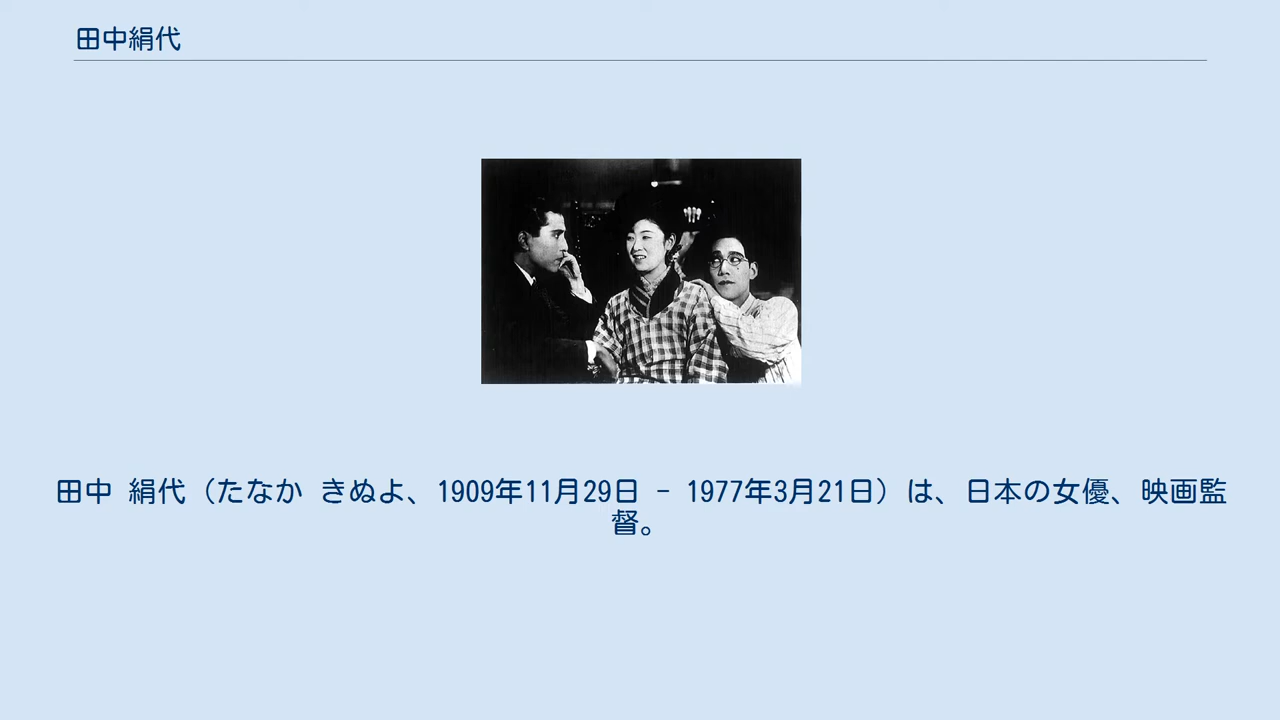 田中絹代
田中 絹代（たなか きぬよ、1909年11月29日 - 1977年3月21日）は、日本の女優、映画監
督。